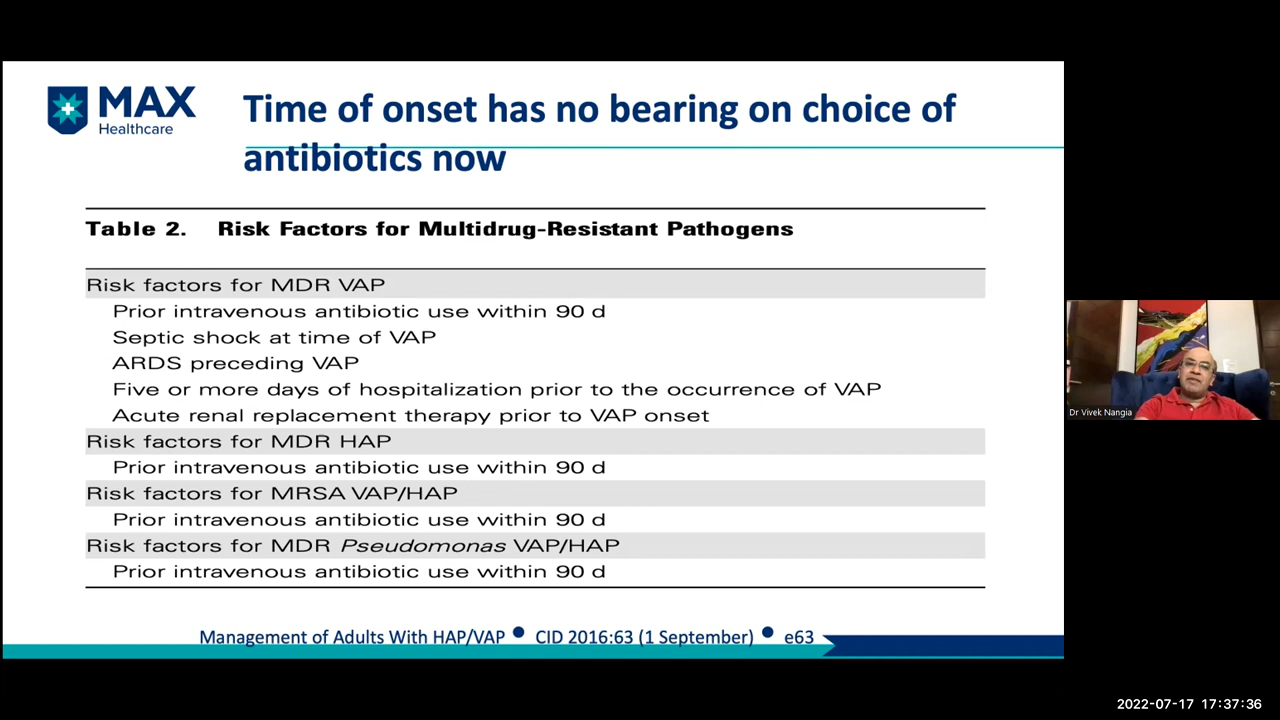 MAX
Healthcare
Time of onset has no bearing on choice of
antibiotics now
Table 2. Risk Factors for Multidrug-Resistant Pathogens
Risk factors for MDR VAP
Prior intravenous antibiotic use within 90 d
Septic shock at time of VAP
ARDS preceding VAP
Five or more days of hospitalization prior to the occurrence of VAP
Acute renal replacement therapy prior to VAP onset
Risk factors for MDR HAP
Prior intravenous antibiotic use within 90 d
Risk factors for MRSA VAP/HAP
Prior intravenous antibiotic use within 90 d
Risk factors for MDR Pseudomonas VAP/HAP
Prior intravenous antibiotic use within 90 d
Management of Adults With HAP/VAP • CID 2016:63 (1 September) • e63
Dr Vivek Nangia
2022-07-17 17:37:36